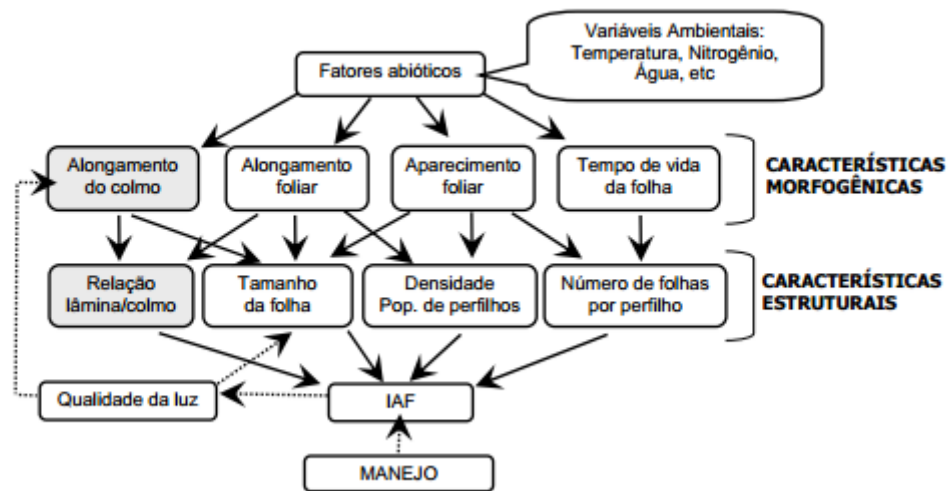 Variáveis Ambientais:
Temperatura, Nitrogênio,
Água, etc
Fatores abióticos
Alongamento
do colmo
Alongamento
foliar
Aparecimento
foliar
Tempo de vida
da folha
CARACTERÍSTICAS
MORFOGÊNICAS
Relação
lâmina/colmo
Tamanho
da folha
Densidade
Pop. de perfilhos
Número de folhas
por perfilho
CARACTERÍSTICAS
ESTRUTURAIS
Qualidade da luz
IAF
MANEJO